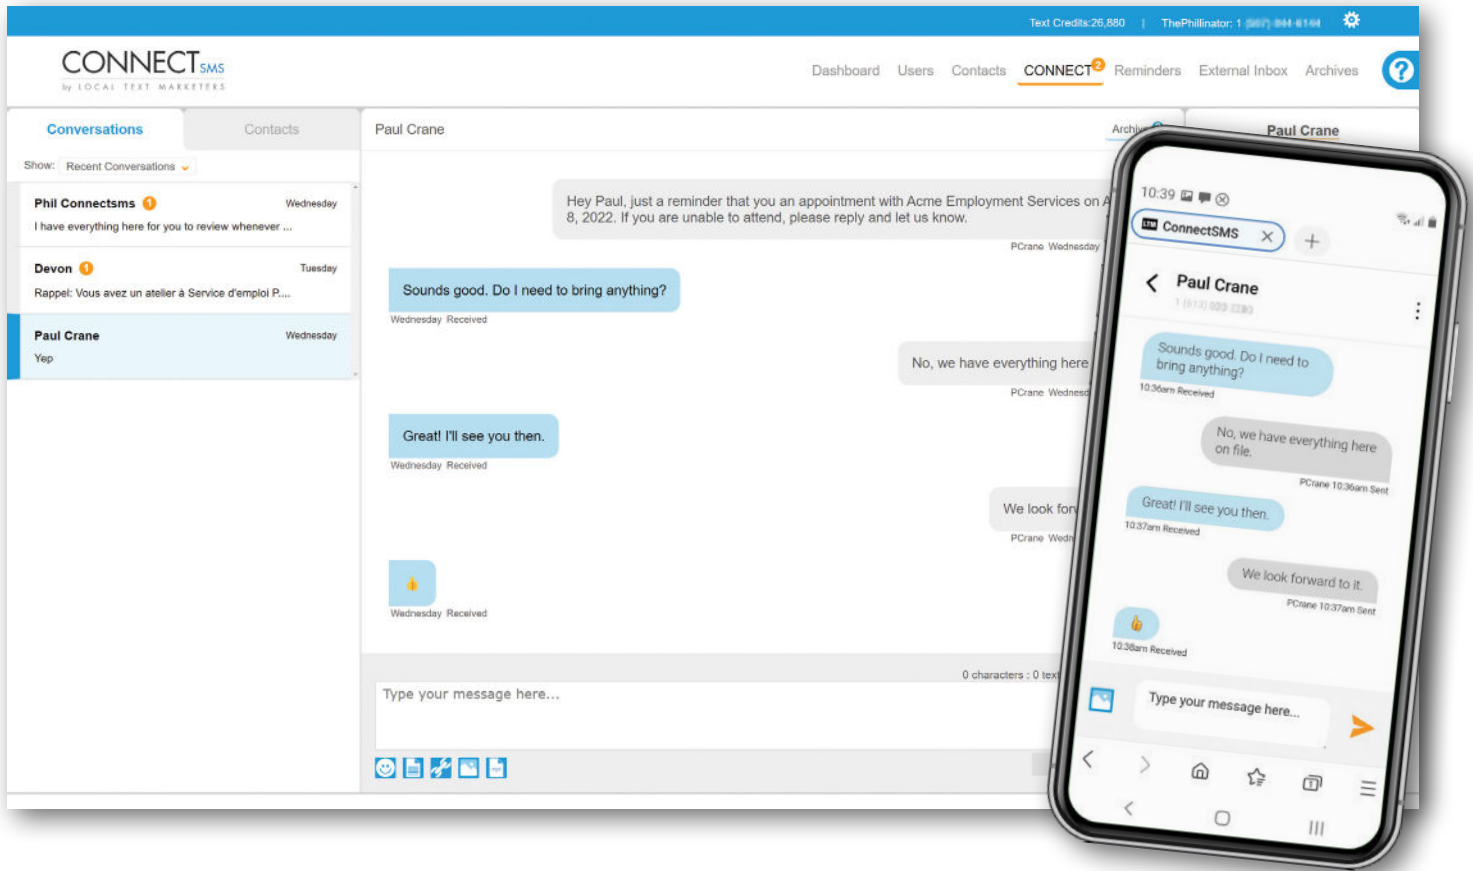 Text Credits:26,880 | ThePhillinator: 1
CONNECT SMS
by LOCAL TEXT MARKETERS
Dashboard Users Contacts CONNECT 2 Reminders External Inbox Archives ?
Conversations Contacts
Show: Recent Conversations
Phil Connectsms 1 Wednesday
I have everything here for you to review whenever ...
Devon 1 Tuesday
Rappel: Vous avez un atelier à Service d'emploi P....
Paul Crane Wednesday
Yep
Paul Crane
Paul Crane
Hey Paul, just a reminder that you an appointment with Acme Employment Services on A
8, 2022. If you are unable to attend, please reply and let us know.
PCrane Wednesday
Sounds good. Do I need to bring anything?
Wednesday Received
No, we have everything here
PCrane
Great! I'll see you then.
Wednesday Received
We look
PCrane
👍
Wednesday Received
0 characters : 0 text
Type your message here...
10:39
LTM ConnectSMS
Paul Crane
Sounds good. Do I need to
bring anything?
10:36am Received
No, we have everything here
on file.
PCrane 10:36am Sent
Great! I'll see you then.
10:37am Received
We look forward to it.
PCrane 10:37am Sent
👍
10:38am Received
Type your message here...
1